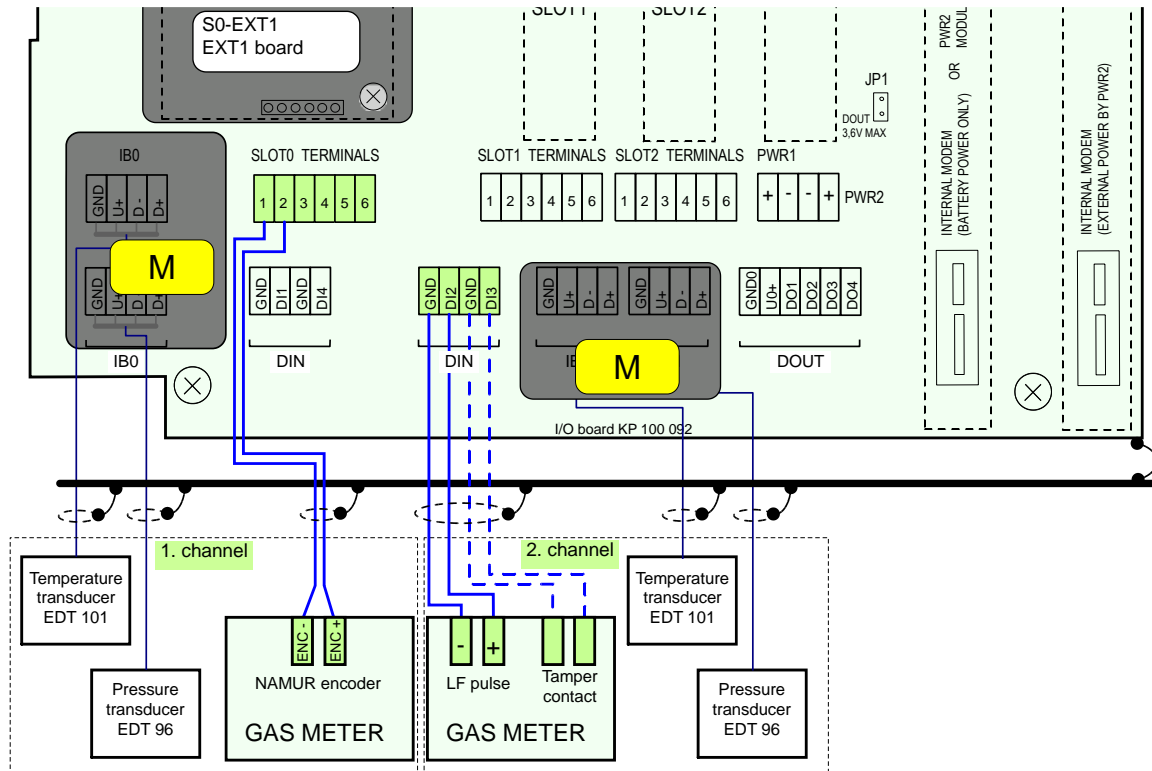 S0-EXT1
EXT1 board
SLOT1
SLOT2
PWR2
MODUL
OR
INTERNAL MODEM
(BATTERY POWER ONLY)
INTERNAL MODEM
(EXTERNAL POWER BY PWR2)
JP1
DOUT
3,6V MAX
IB0
GND U+ D - D+
SLOT0 TERMINALS
1 2 3 4 5 6
SLOT1 TERMINALS
1 2 3 4 5 6
SLOT2 TERMINALS
1 2 3 4 5 6
PWR1
+ - - +
PWR2
M
GND U+ D D+
IB0
GND DI1 GND DI4
DIN
GND DI2 GND DI3
DIN
GND U+ D - D+
GND U+ D - D+
M
GND0 U0+ DO1 DO2 DO3 DO4
DOUT
I/O board KP 100 092
1. channel
2. channel
Temperature
transducer
EDT 101
Pressure
transducer
EDT 96
ENC - ENC +
NAMUR encoder
GAS METER
- +
LF pulse
Tamper
contact
GAS METER
Temperature
transducer
EDT 101
Pressure
transducer
EDT 96